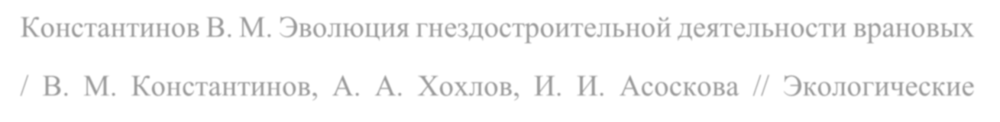 Константинов В. М. Эволюция гнездостроительной деятельности врановых
/ В. М. Константинов, А. А. Хохлов, И. И. Асоскова // Экологические